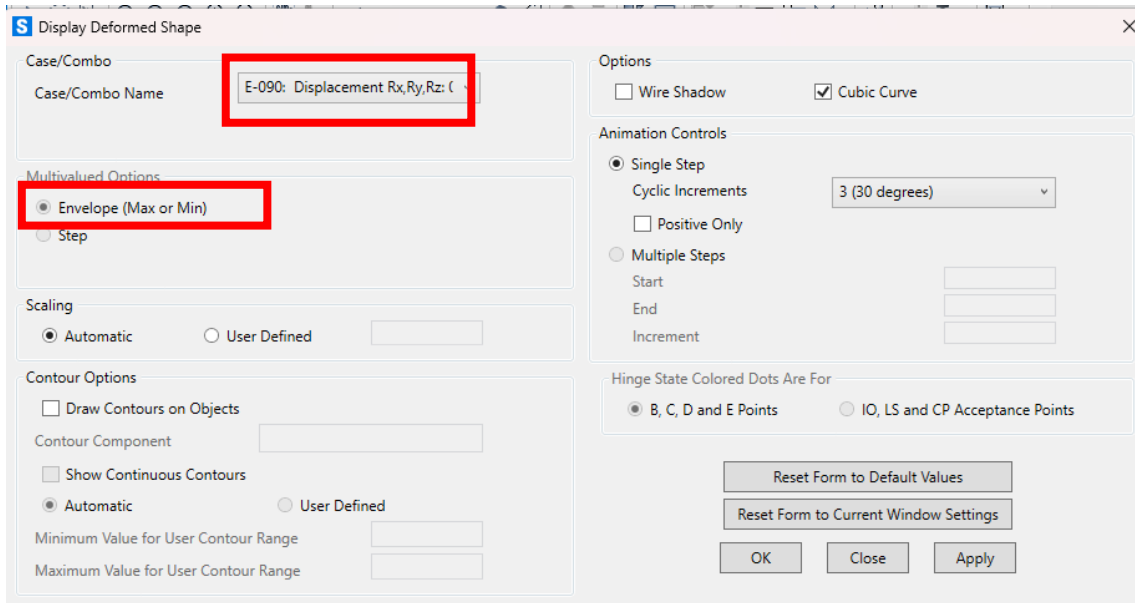 S Display Deformed Shape
Case/Combo
Case/Combo Name
E-090: Displacement Rx,Ry,Rz: (
Multivalued Options
Envelope (Max or Min)
Step
Scaling
Automatic User Defined
Contour Options
Draw Contours on Objects
Contour Component
Show Continuous Contours
Automatic User Defined
Minimum Value for User Contour Range
Maximum Value for User Contour Range
Options
Wire Shadow Cubic Curve
Animation Controls
Single Step
Cyclic Increments 3 (30 degrees)
Positive Only
Multiple Steps
Start
End
Increment
Hinge State Colored Dots Are For
B, C, D and E Points IO, LS and CP Acceptance Points
Reset Form to Default Values
Reset Form to Current Window Settings
OK Close Apply